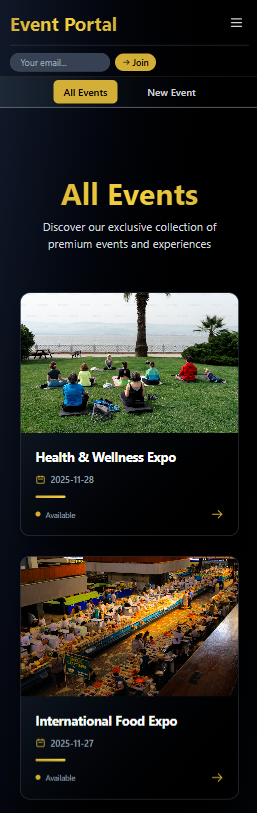 Event Portal
Your email...
→ Join
All Events
New Event
All Events
Discover our exclusive collection of
premium events and experiences
Health & Wellness Expo
2025-11-28
Available
International Food Expo
2025-11-27
Available